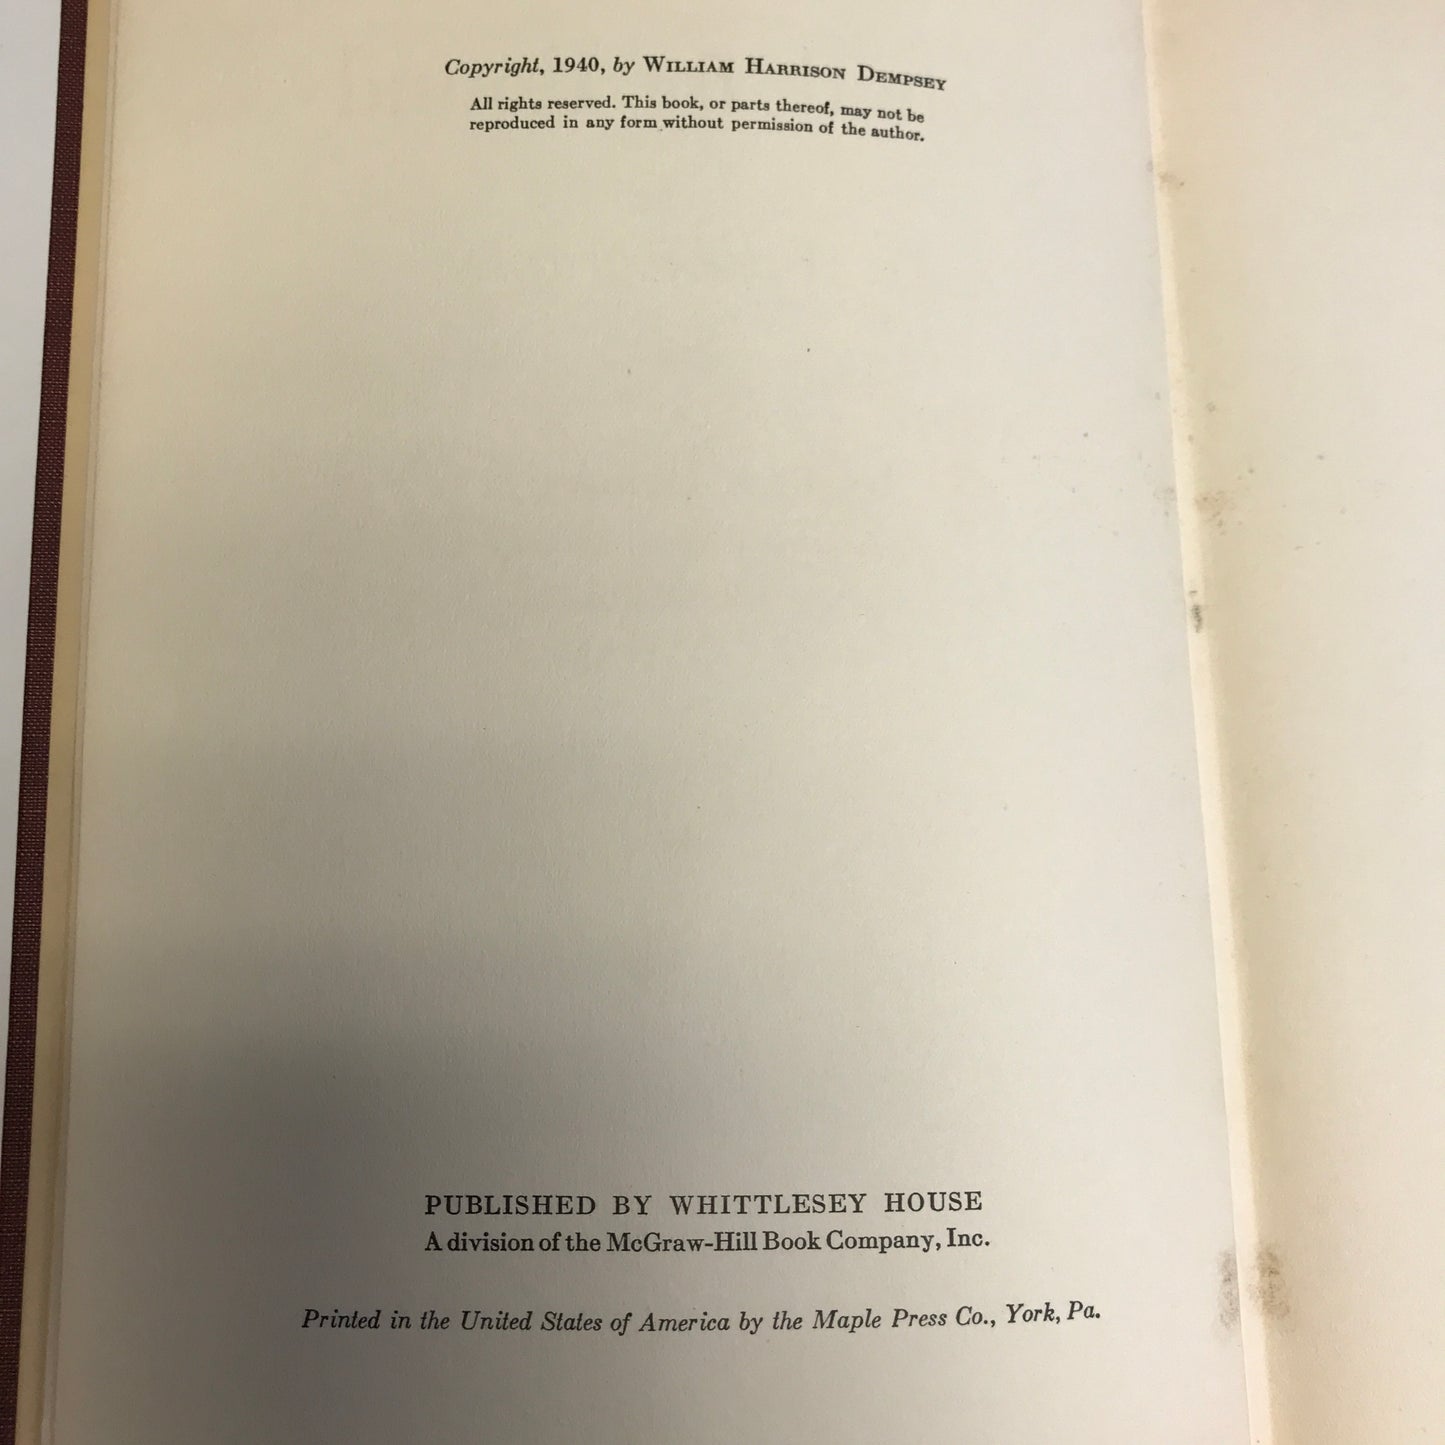 Copyright, 1940, by WILLIAM HARRISON DEMPSEY
All rights reserved. This book, or parts thereof, may not be
reproduced in any form without permission of the author.
PUBLISHED BY WHITTLESEY HOUSE
A division of the McGraw-Hill Book Company, Inc.
Printed in the United States of America by the Maple Press Co., York, Pa.